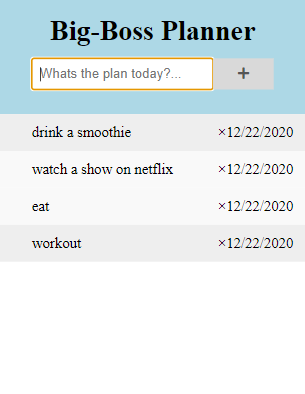 Big-Boss Planner
Whats the plan today?... +
drink a smoothie ×12/22/2020
watch a show on netflix ×12/22/2020
eat ×12/22/2020
workout ×12/22/2020